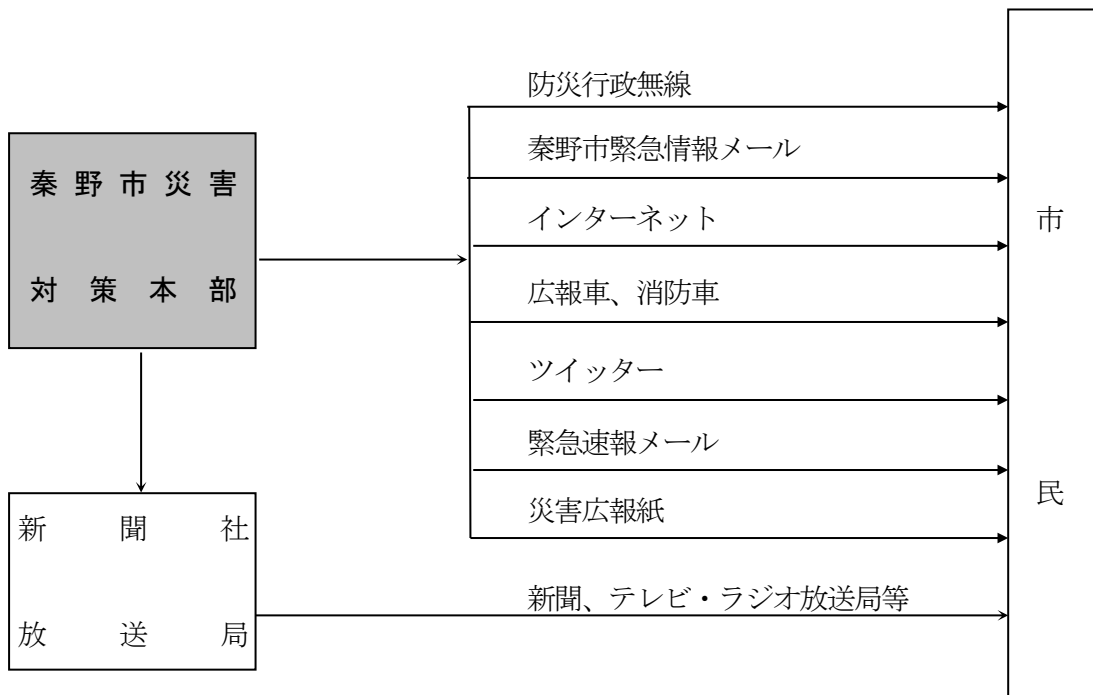 防災行政無線
秦野市緊急情報メール
インターネット
広報車、消防車
ツイッター
緊急速報メール
災害広報紙
新聞、テレビ・ラジオ放送局等
秦野市災害
対策本部
新聞社
放送局
市
民